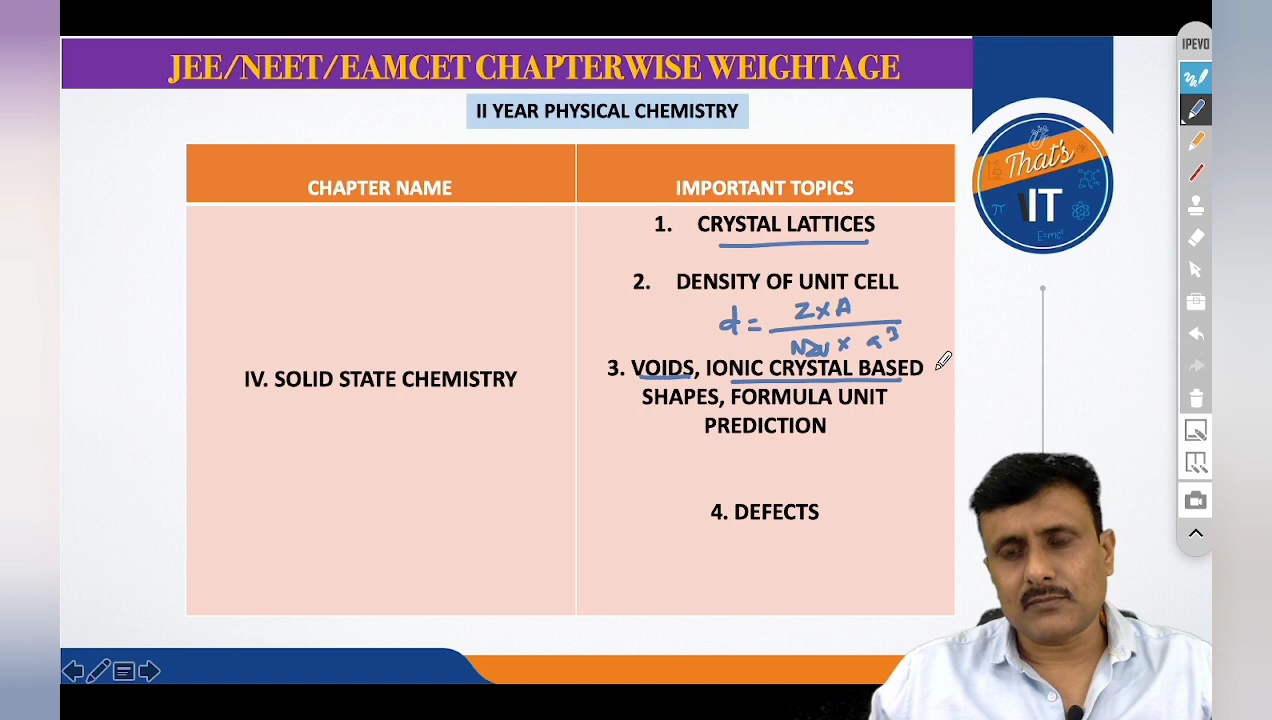 JEE/NEET/EAMCET CHAPTERWISE WEIGHTAGE
IPEVO
II YEAR PHYSICAL CHEMISTRY
CHAPTER NAME
IMPORTANT TOPICS
That's
IT
π
E=mc²
1. CRYSTAL LATTICES
2. DENSITY OF UNIT CELL
d = Z×A
× a³
IV. SOLID STATE CHEMISTRY
3. VOIDS, IONIC CRYSTAL BASED
SHAPES, FORMULA UNIT
PREDICTION
4. DEFECTS